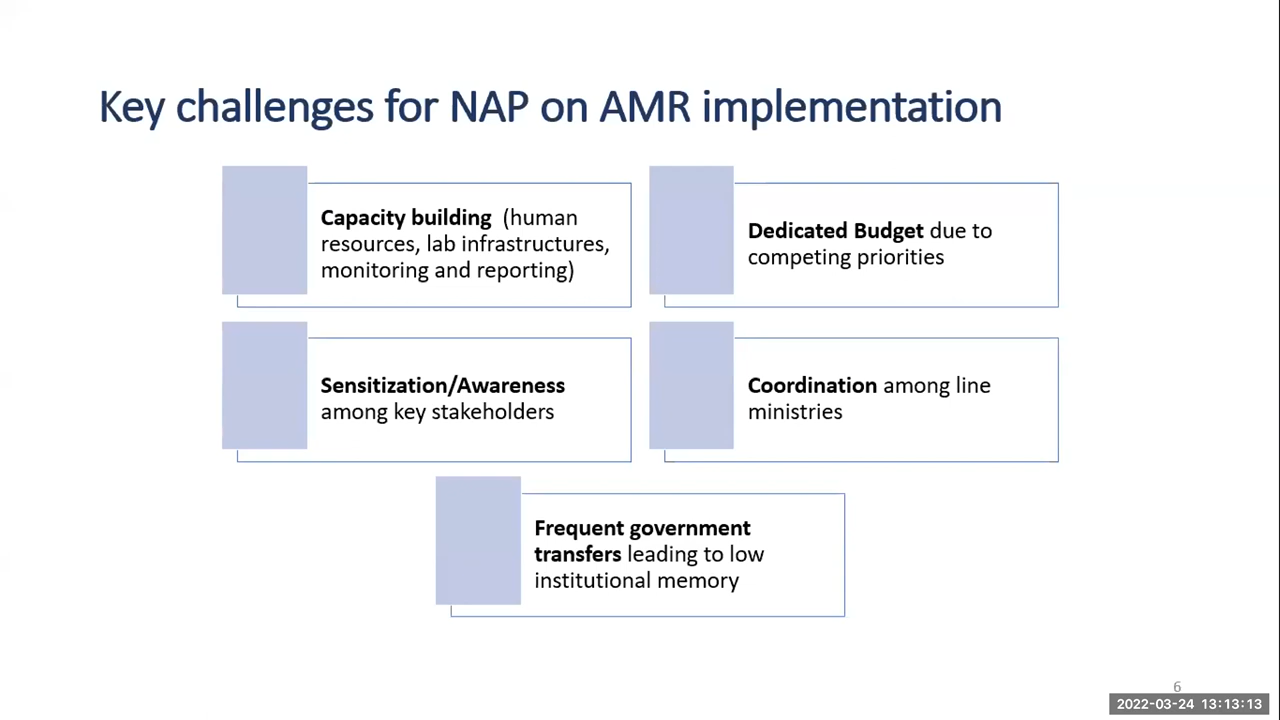 Key challenges for NAP on AMR implementation
Capacity building (human
resources, lab infrastructures,
monitoring and reporting)
Dedicated Budget due to
competing priorities
Sensitization/Awareness
among key stakeholders
Coordination among line
ministries
Frequent government
transfers leading to low
institutional memory
6
2022-03-24 13:13:13